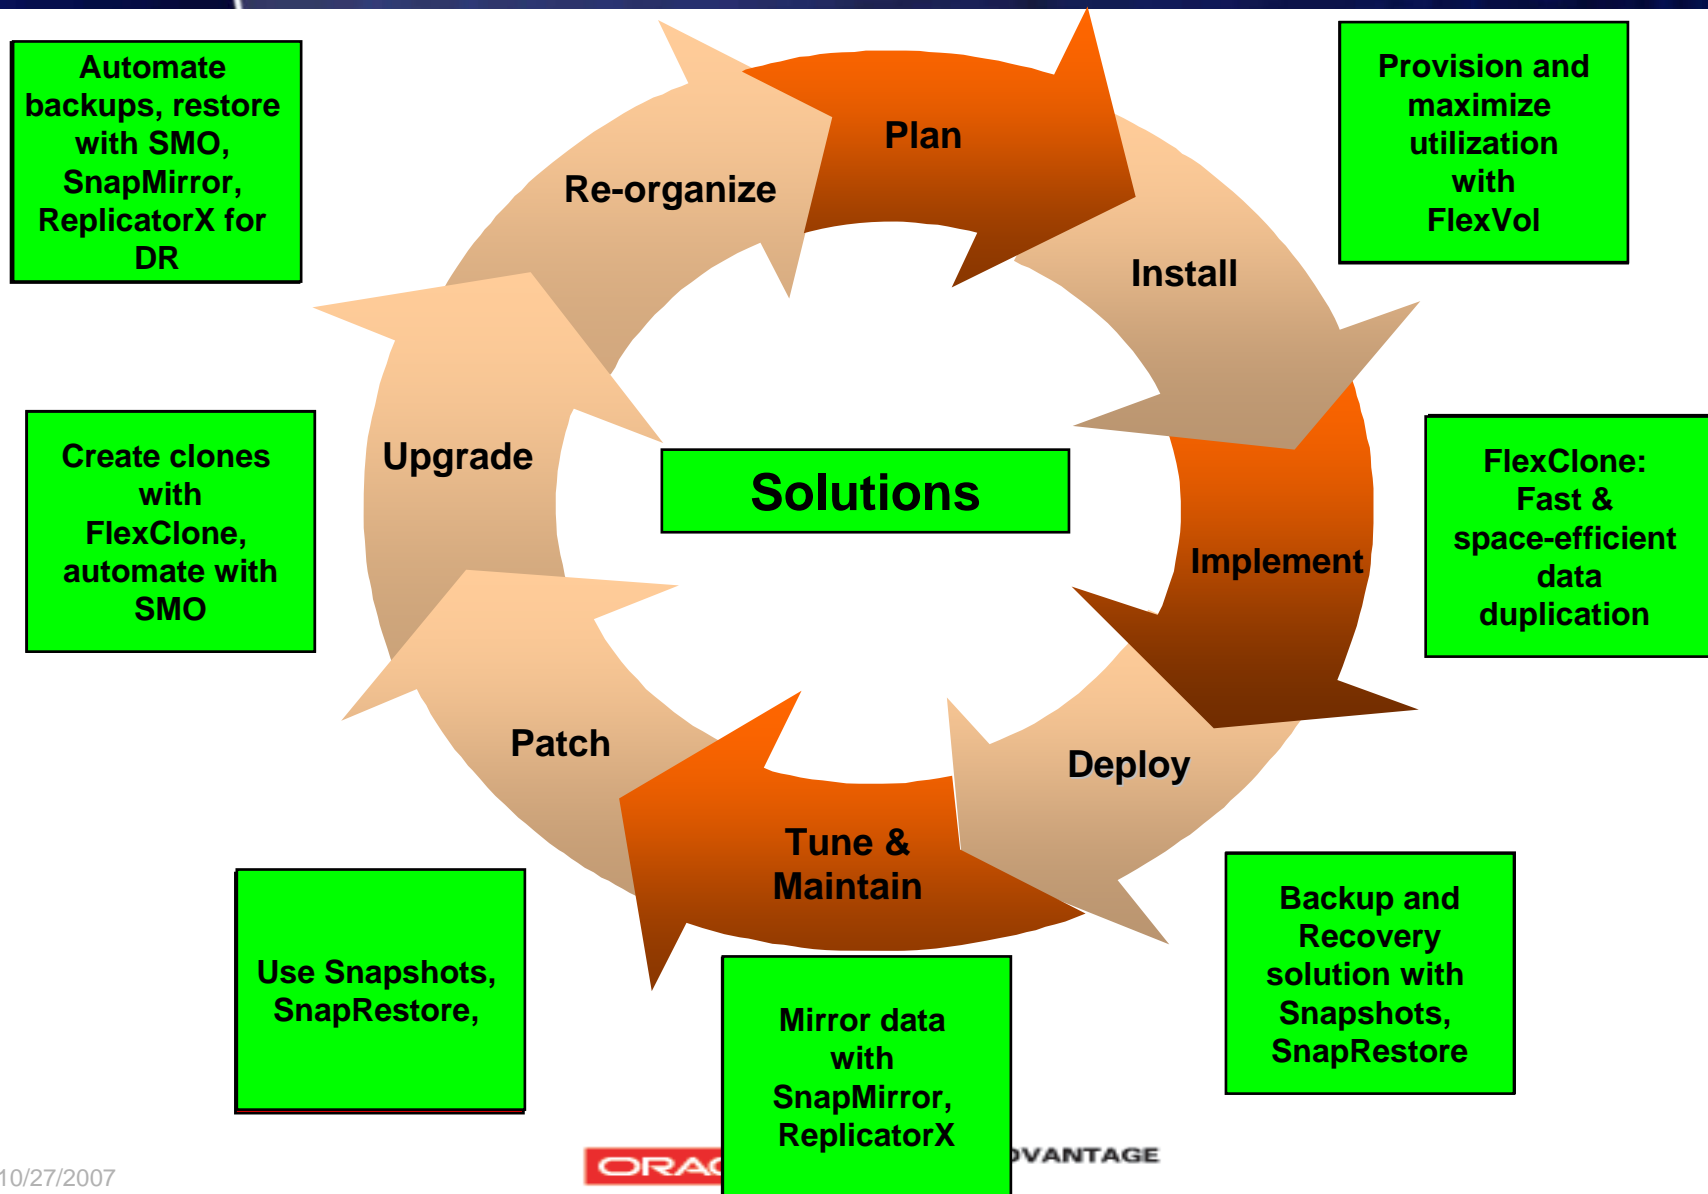 Automate
backups, restore
with SMO,
SnapMirror,
ReplicatorX for
DR
Plan
Provision and
maximize
utilization
with
FlexVol
Re-organize
Install
Create clones
with
FlexClone,
automate with
SMO
Upgrade
Solutions
Implement
FlexClone:
Fast &
space-efficient
data
duplication
Patch
Deploy
Tune &
Maintain
Use Snapshots,
SnapRestore,
Mirror data
with
SnapMirror,
ReplicatorX
Backup and
Recovery
solution with
Snapshots,
SnapRestore
10/27/2007